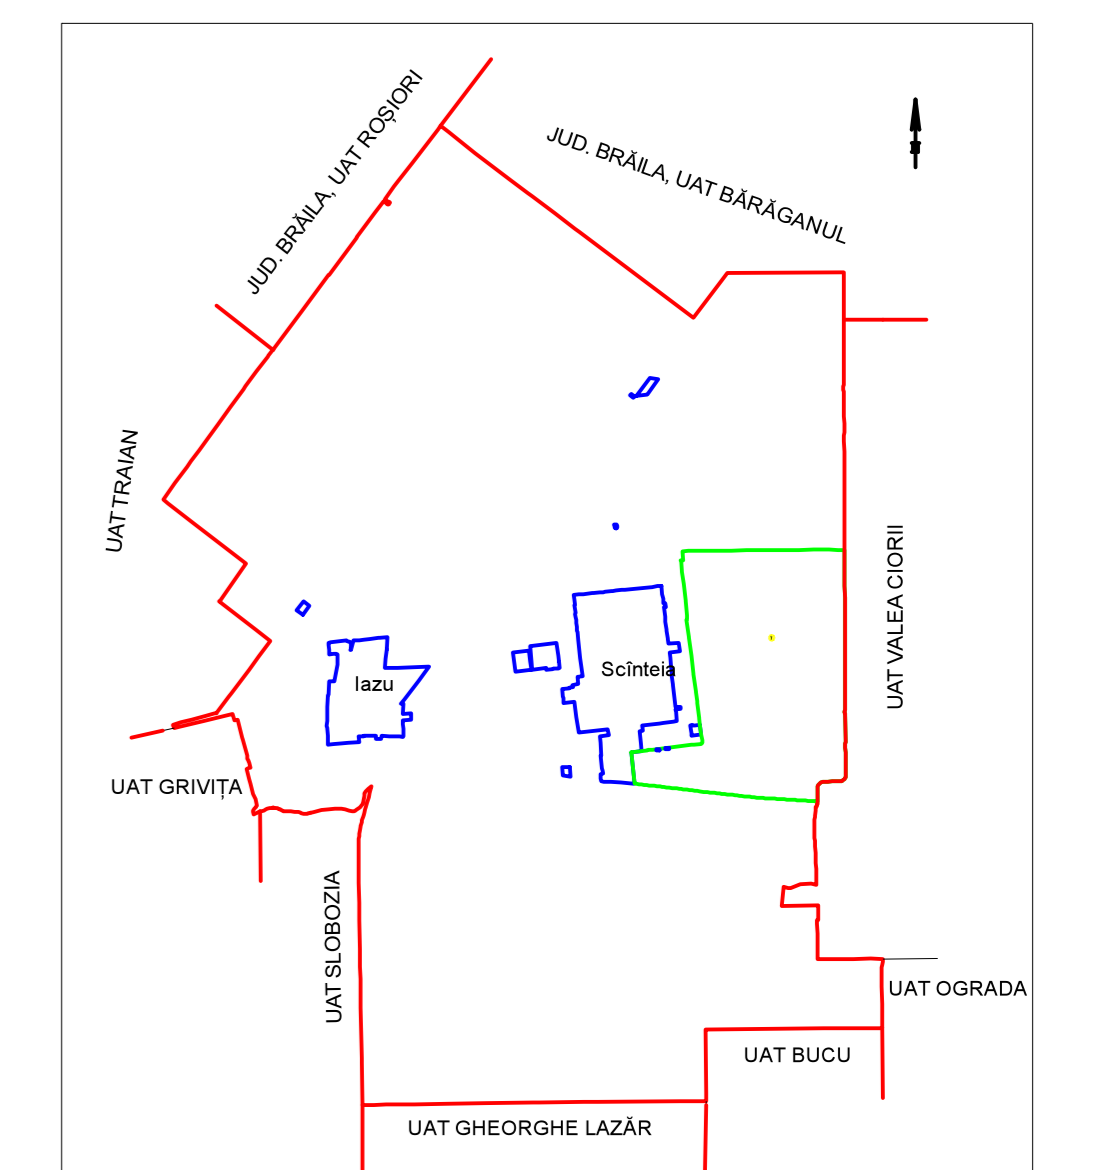 JUD. BRĂILA, UAT ROȘIORI
JUD. BRĂILA, UAT BĂRĂGANUL
UAT TRAIAN
UAT VALEA CIORII
1
Scînteia
Iazu
UAT GRIVIȚA
UAT SLOBOZIA
UAT OGRADA
UAT BUCU
UAT GHEORGHE LAZĂR